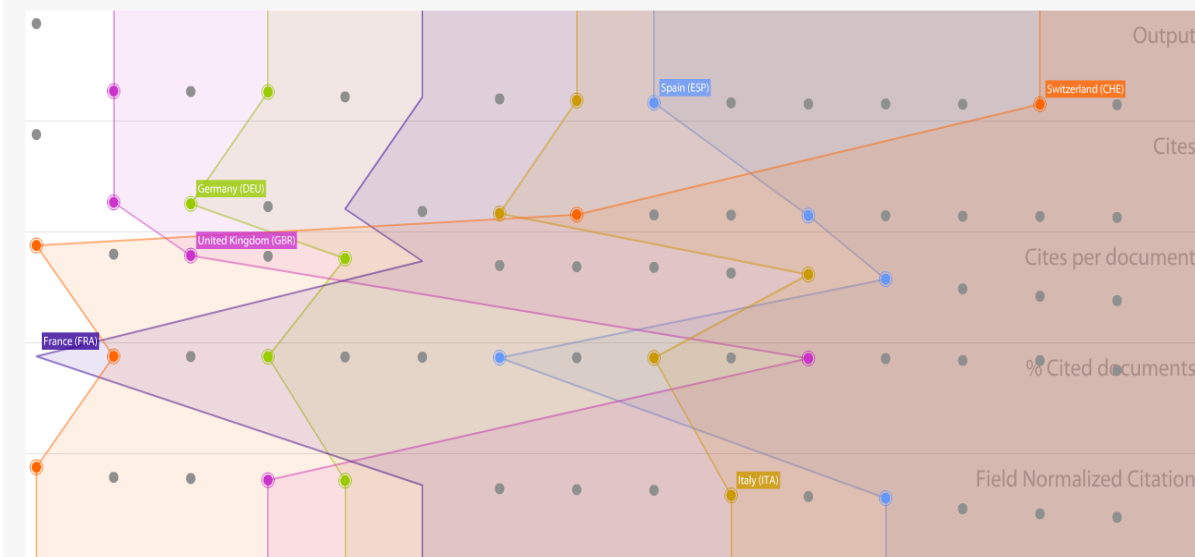 Output
Spain (ESP)
Switzerland (CHE)
Cites
Germany (DEU)
United Kingdom (GBR)
Cites per document
France (FRA)
% Cited documents
Italy (ITA)
Field Normalized Citation